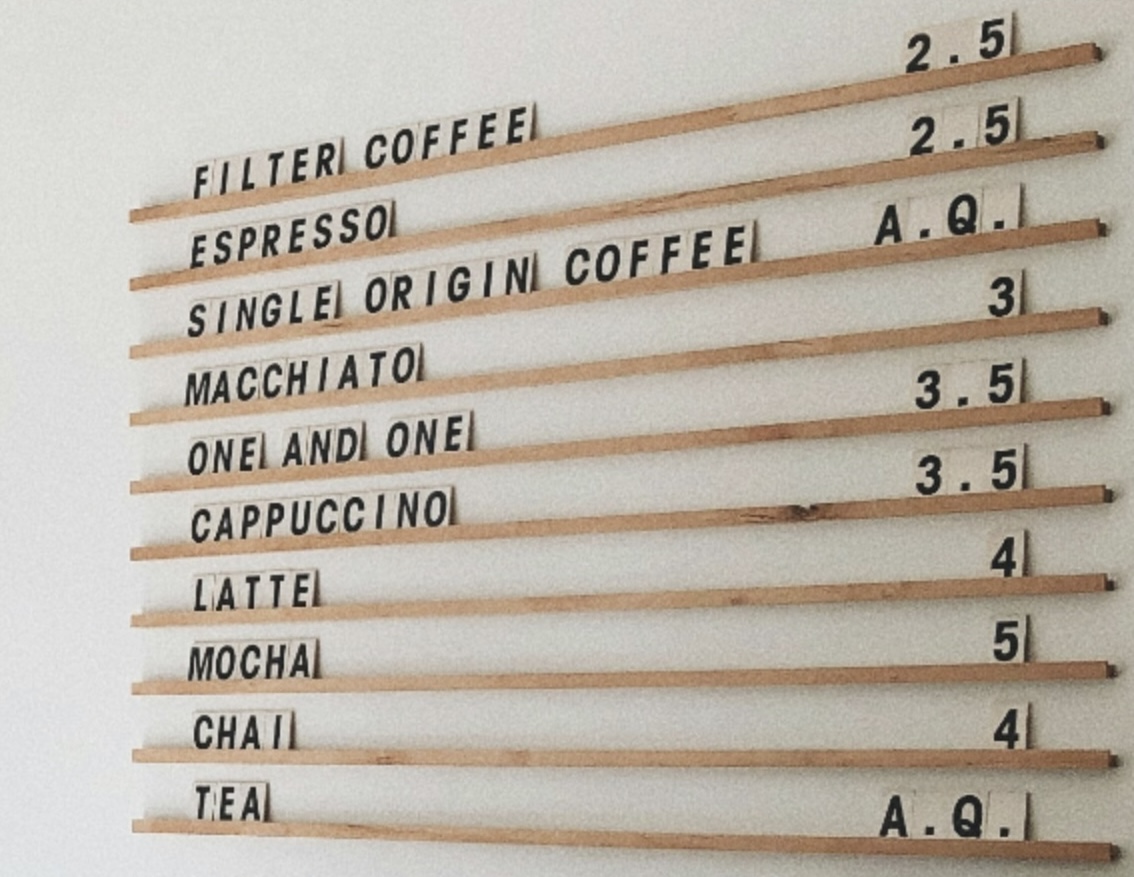 FILTER COFFEE 2.5
ESPRESSO 2.5
SINGLE ORIGIN COFFEE A.Q.
MACCHIATO 3
ONE AND ONE 3.5
CAPPUCCINO 3.5
LATTE 4
MOCHA 5
CHAI 4
TEA A.Q.